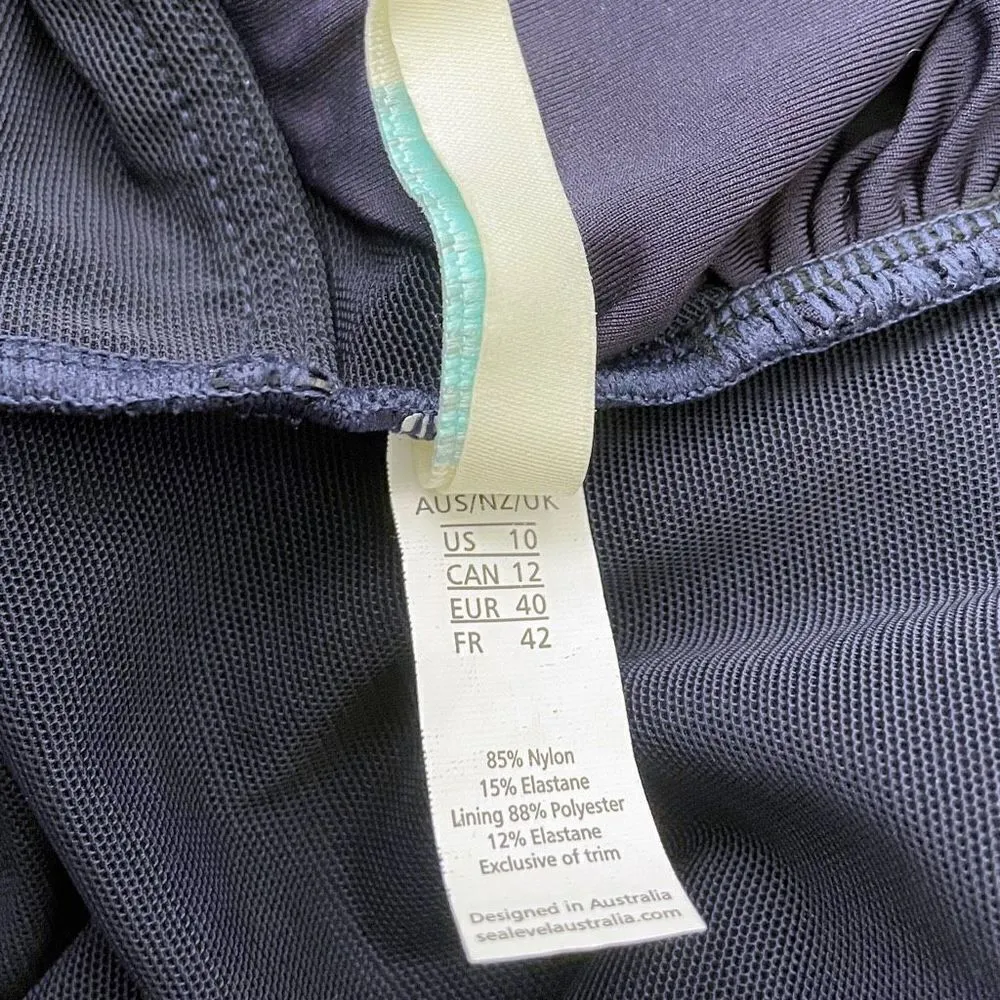 AUS/NZ/UK
US 10
CAN 12
EUR 40
FR 42
85% Nylon
15% Elastane
Lining 88% Polyester
12% Elastane
Exclusive of trim
Designed in Australia
sealevelaustralia.com